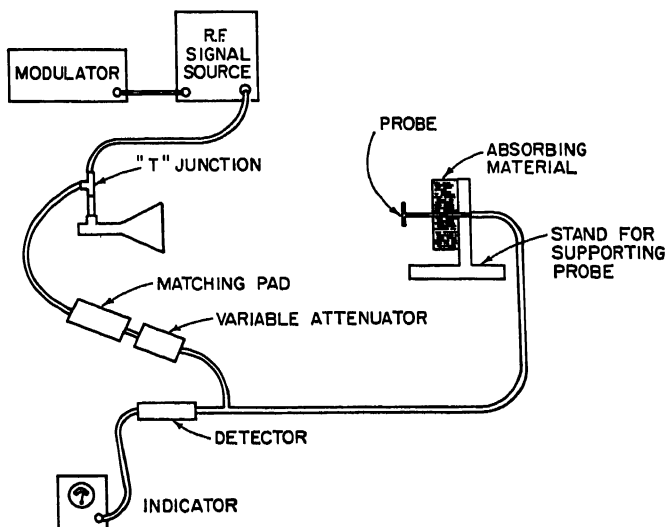 MODULATOR
R.F.
SIGNAL
SOURCE
"T" JUNCTION
PROBE
ABSORBING
MATERIAL
STAND FOR
SUPPORTING
PROBE
MATCHING PAD
VARIABLE ATTENUATOR
DETECTOR
INDICATOR